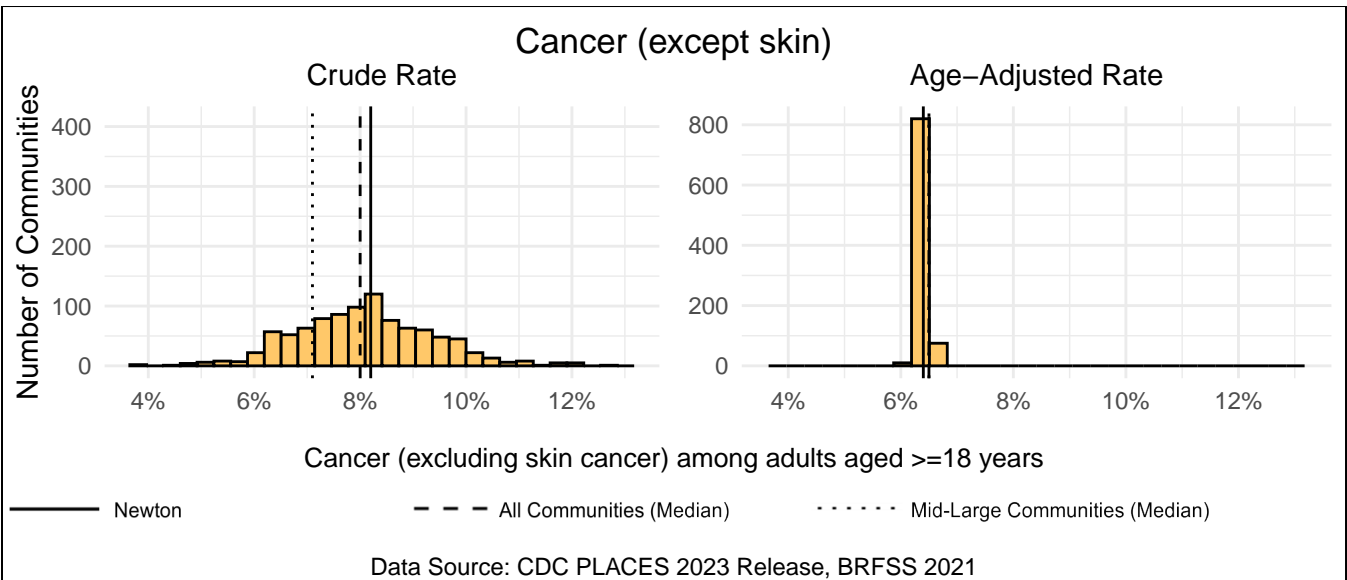 Cancer (except skin)
Crude Rate
Age−Adjusted Rate
Number of Communities
400
300
200
100
0
4%
6%
8%
10%
12%
800
600
400
200
0
4%
6%
8%
10%
12%
Cancer (excluding skin cancer) among adults aged >=18 years
Newton
All Communities (Median)
Mid-Large Communities (Median)
Data Source: CDC PLACES 2023 Release, BRFSS 2021